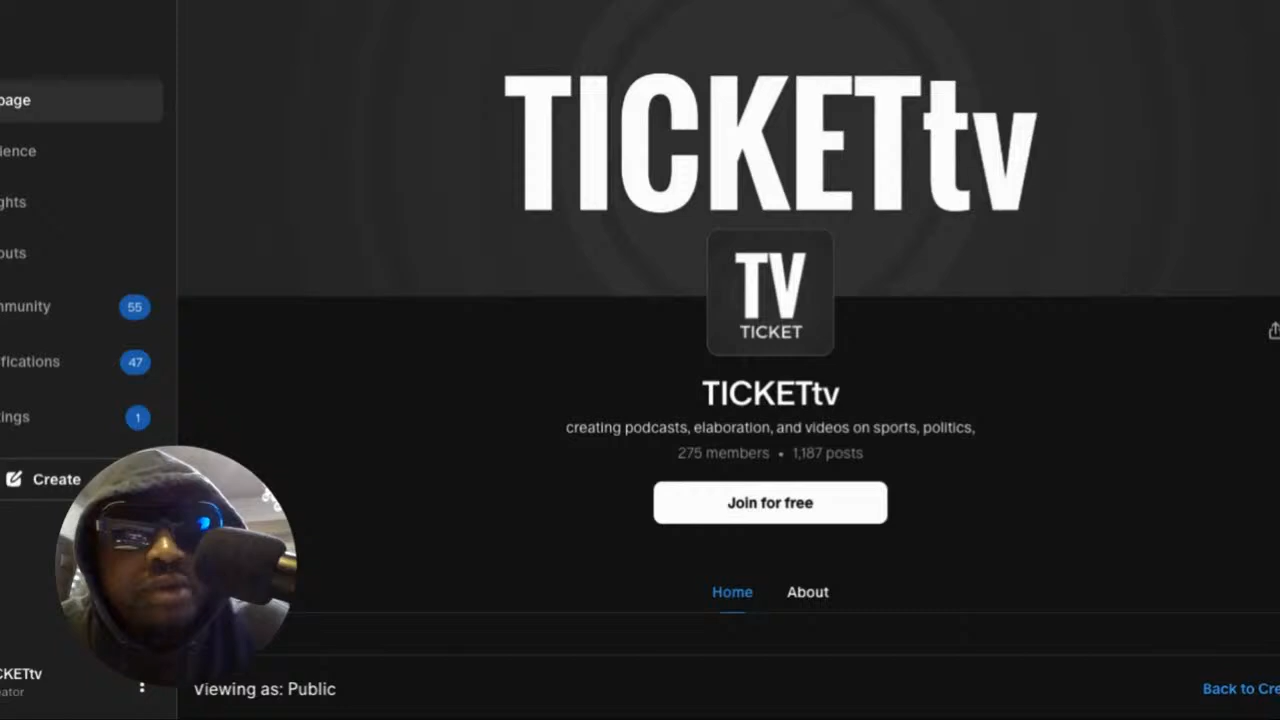 TICKETtv
page
ience
ghts
outs
mmunity 55
TV
TICKET
fications 47
TICKETtv
ings 1
creating podcasts, elaboration, and videos on sports, politics,
275 members • 1,187 posts
Create
Join for free
Home About
CKETtv
eator
Viewing as: Public
Back to Cre